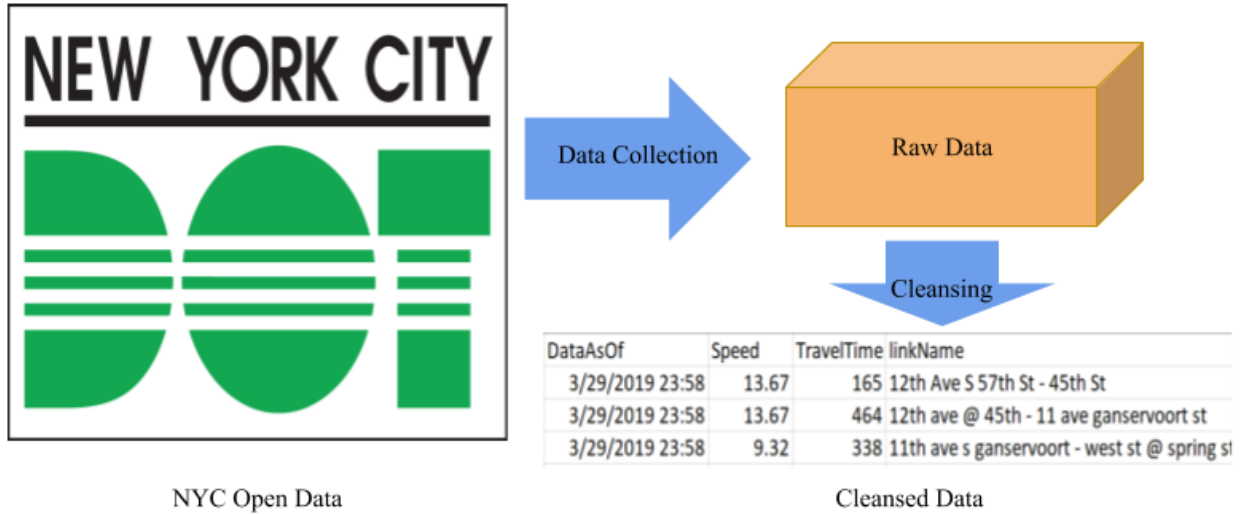 NEW YORK CITY
DOT
Data Collection
Raw Data
Cleansing
DataAsOf Speed TravelTime linkName
3/29/2019 23:58 13.67 165 12th Ave S 57th St - 45th St
3/29/2019 23:58 13.67 464 12th ave @ 45th - 11 ave ganservoort st
3/29/2019 23:58 9.32 338 11th ave s ganservoort - west st @ spring st
NYC Open Data
Cleansed Data